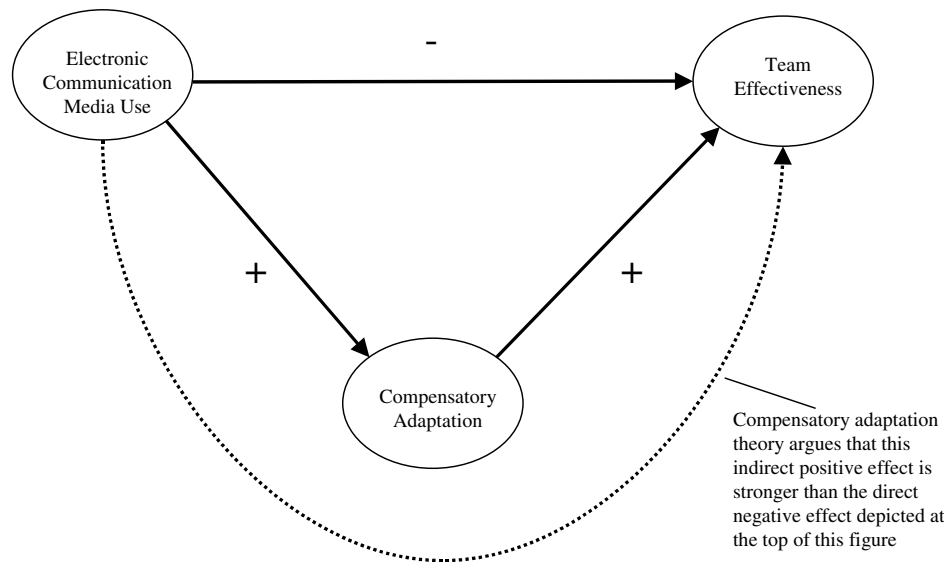 Electronic
Communication
Media Use
-
Team
Effectiveness
+
+
Compensatory
Adaptation
Compensatory adaptation
theory argues that this
indirect positive effect is
stronger than the direct
negative effect depicted at
the top of this figure